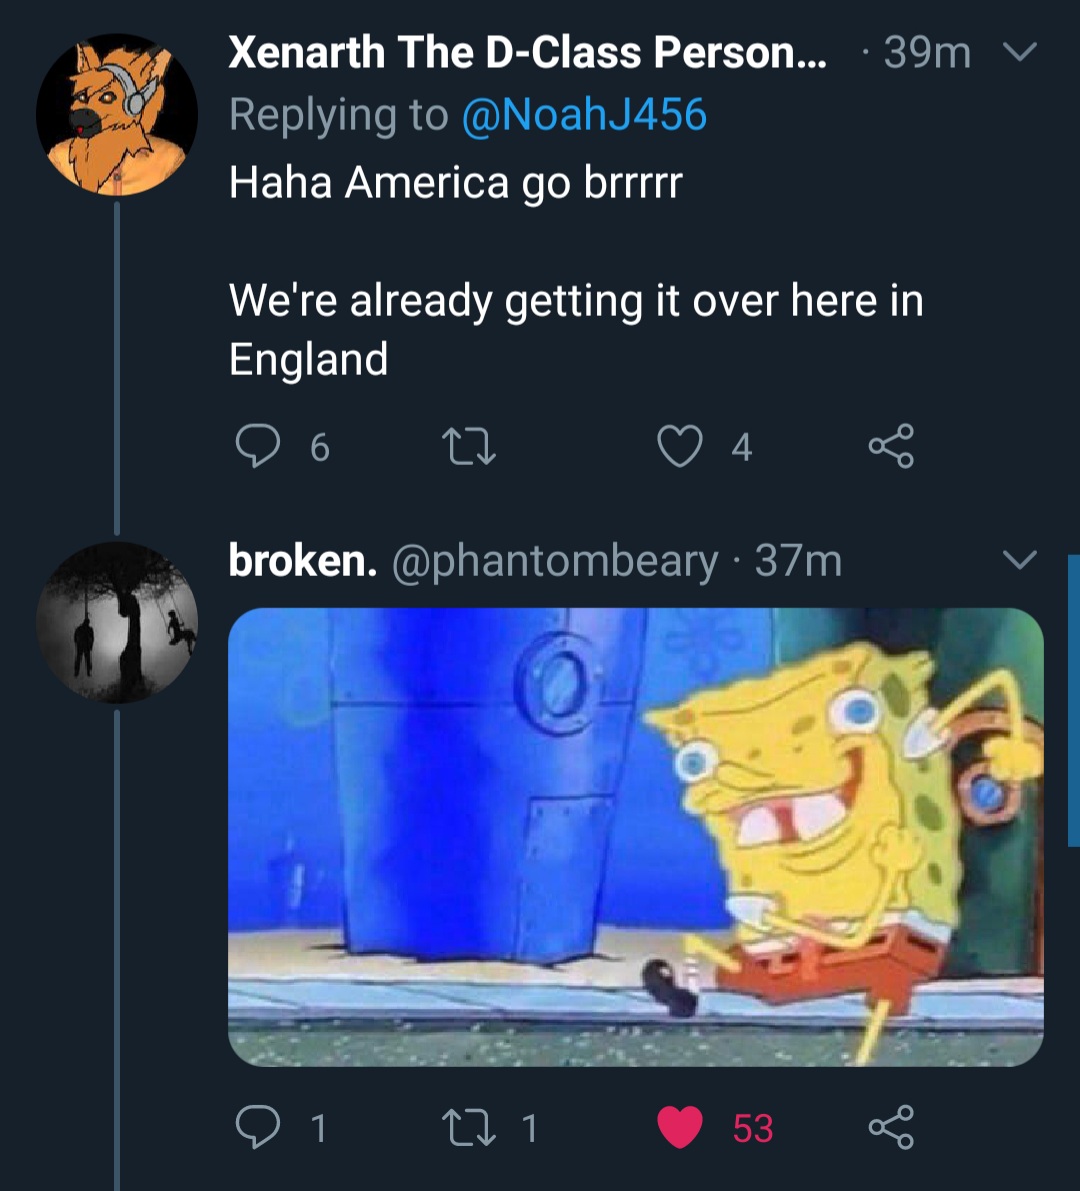 Xenarth The D-Class Person... · 39m
Replying to @NoahJ456
Haha America go brrrrr
We're already getting it over here in
England
6 4
broken. @phantombeary · 37m
1 1 53